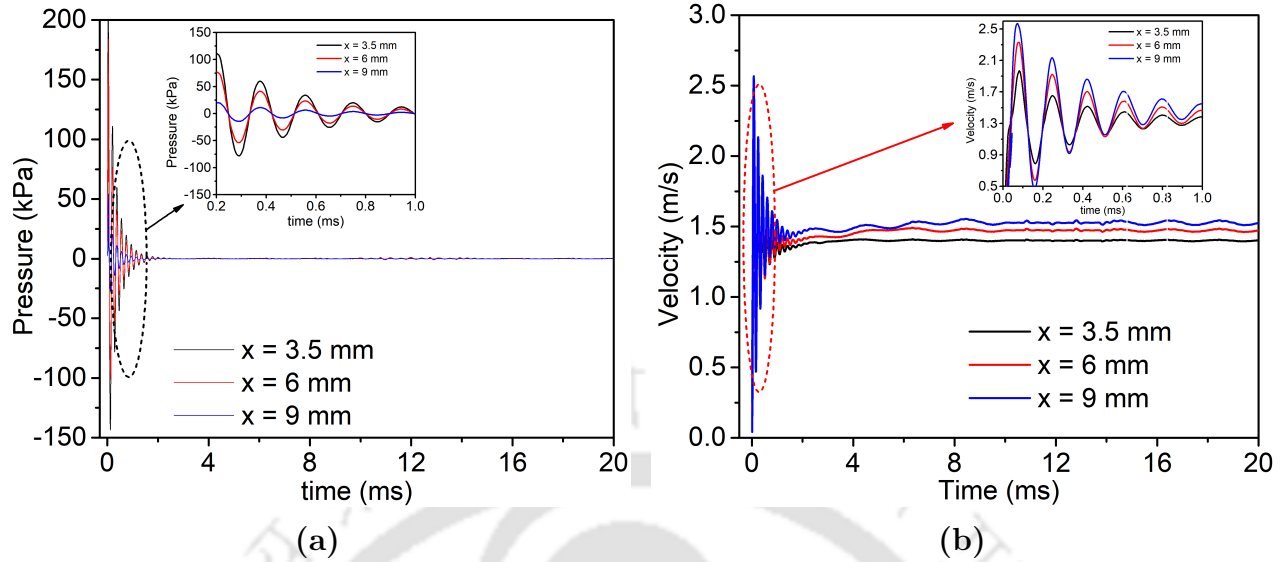 200
150
100
50
0
-50
-100
-150
Pressure (kPa)
0 4 8 12 16 20
time (ms)
x = 3.5 mm
x = 6 mm
x = 9 mm
150
100
50
0
-50
-100
-150
Pressure (kPa)
0.2 0.4 0.6 0.8 1.0
time (ms)
x = 3.5 mm
x = 6 mm
x = 9 mm
(a)
3.0
2.5
2.0
1.5
1.0
0.5
0.0
Velocity (m/s)
0 4 8 12 16 20
Time (ms)
x = 3.5 mm
x = 6 mm
x = 9 mm
2.5
2.1
1.7
1.3
0.9
0.5
Velocity (m/s)
0.0 0.2 0.4 0.6 0.8 1.0
time (ms)
x = 3.5 mm
x = 6 mm
x = 9 mm
(b)